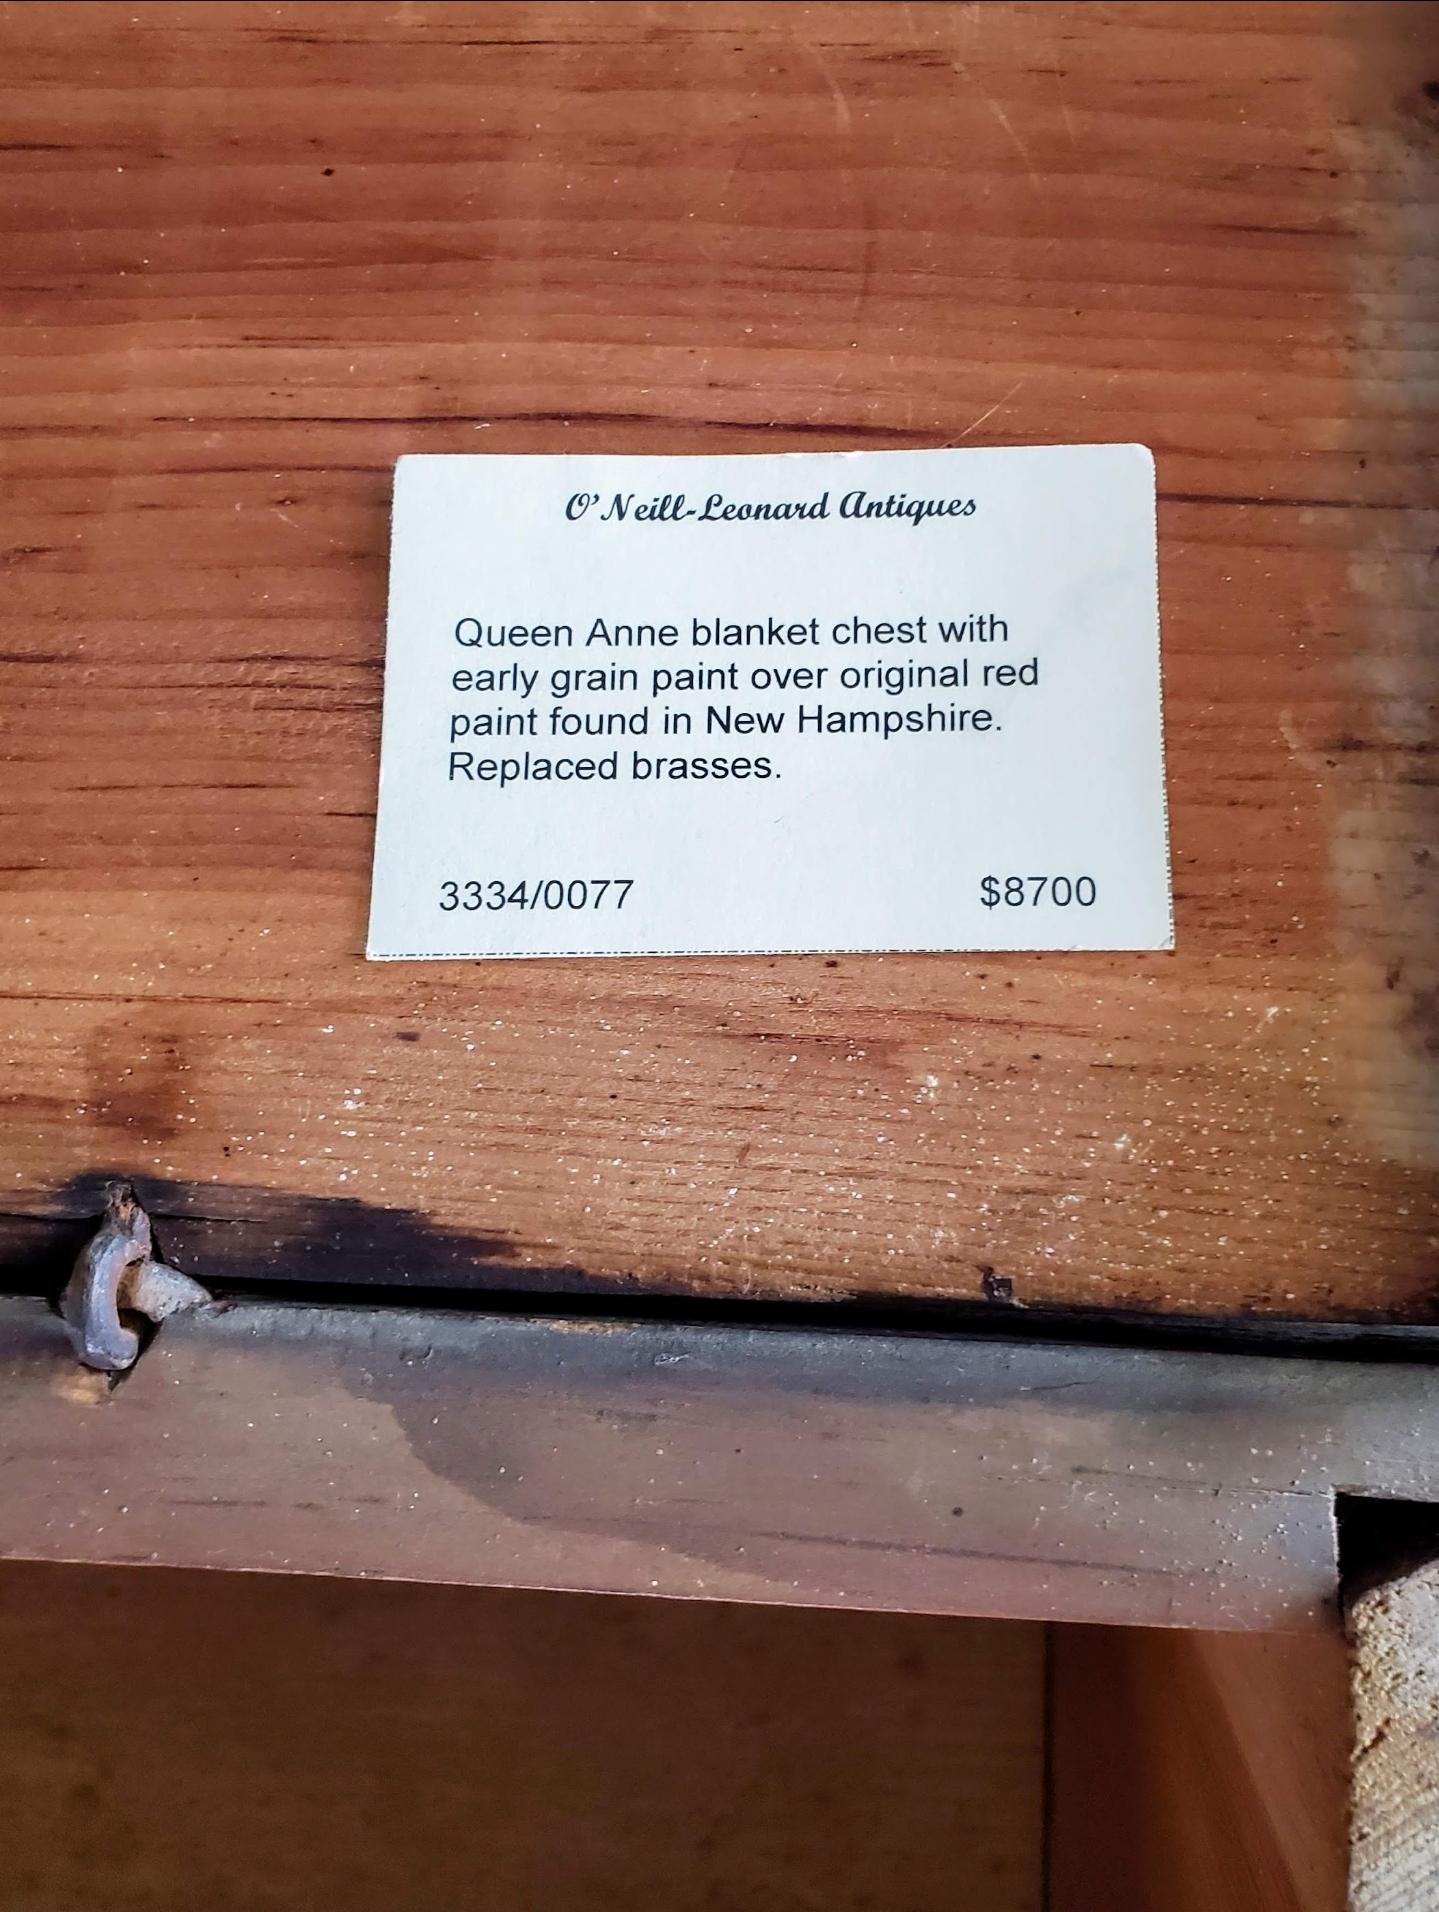 O'Neill-Leonard Antiques
Queen Anne blanket chest with
early grain paint over original red
paint found in New Hampshire.
Replaced brasses.
3334/0077 $8700